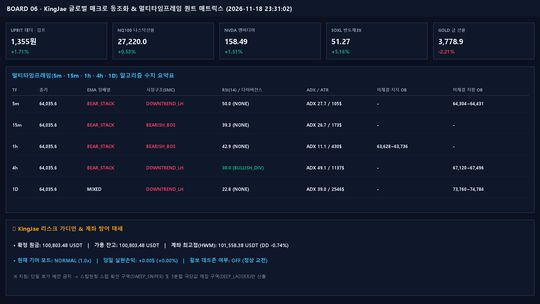 BOARD 06 · KingJae 글로벌 매크로 동조화 & 멀티타임프레임 퀀트 매트릭스 (2026-11-18 23:31:02)
UPBIT 테더 · 김프
1,355원
+1.71%
NQ100 나스닥선물
27,220.0
+0.53%
NVDA 엔비디아
158.49
+1.51%
SOXL 반도체3X
51.27
+5.16%
GOLD 금 선물
3,778.9
-2.21%
멀티타임프레임(5m · 15m · 1h · 4h · 1D) 알고리즘 수치 요약표
TF 종가 EMA 정배열 시장구조(SMC) RSI(14) / 다이버전스 ADX / ATR 미체결 지지 OB 미체결 저항 OB
5m 64,035.6 BEAR_STACK DOWNTREND_LH 50.0 (NONE) ADX 27.7 / 105$ - 64,304~64,431
15m 64,035.6 BEAR_STACK BEARISH_BOS 39.3 (NONE) ADX 26.7 / 173$ - -
1h 64,035.6 BEAR_STACK BEARISH_BOS 42.9 (NONE) ADX 11.1 / 430$ 63,628~63,736 -
4h 64,035.6 BEAR_STACK DOWNTREND_LH 30.0 (BULLISH_DIV) ADX 49.1 / 1137$ - 67,120~67,496
1D 64,035.6 MIXED DOWNTREND_LH 22.8 (NONE) ADX 39.0 / 2546$ - 73,760~74,784
KingJae 리스크 가디언 & 계좌 방어 태세
• 확정 원금: 100,803.48 USDT | 가용 잔고: 100,803.48 USDT | 계좌 최고점(HWM): 101,558.38 USDT (DD -0.74%)
• 현재 기어 모드: NORMAL (1.0x) | 당일 실현손익: +0.00$ (+0.00%) | 월보 데드존 여부: OFF (정상 교전)